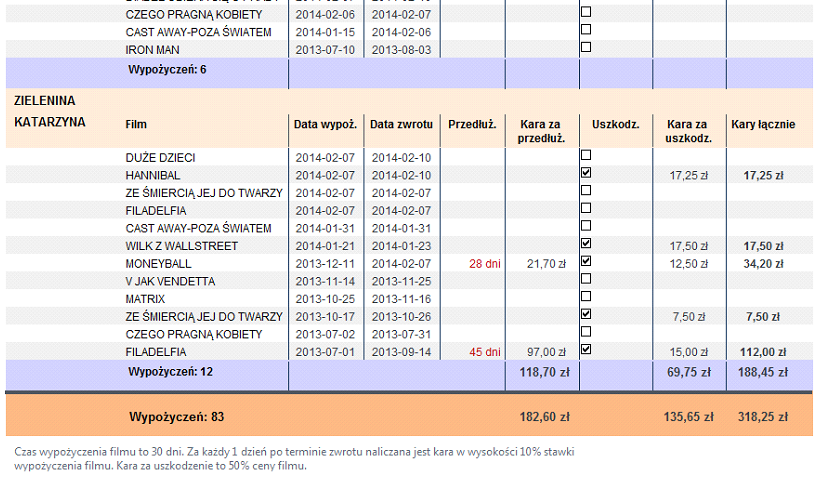 CZEGO PRAGNĄ KOBIETY 2014-02-06 2014-02-07
CAST AWAY-POZA ŚWIATEM 2014-01-15 2014-02-06
IRON MAN 2013-07-10 2013-08-03
Wypożyczeń: 6
ZIELENINA
KATARZYNA
Film Data wypoż. Data zwrotu Przedłuż. Kara za przedłuż. Uszkodz. Kara za uszkodz. Kary łącznie
DUŻE DZIECI 2014-02-07 2014-02-10
HANNIBAL 2014-02-07 2014-02-10 17,25 zł 17,25 zł
ZE ŚMIERCIĄ JEJ DO TWARZY 2014-02-07 2014-02-07
FILADELFIA 2014-02-07 2014-02-07
CAST AWAY-POZA ŚWIATEM 2014-01-31 2014-01-31
WILK Z WALLSTREET 2014-01-21 2014-01-23 17,50 zł 17,50 zł
MONEYBALL 2013-12-11 2014-02-07 28 dni 21,70 zł 12,50 zł 34,20 zł
V JAK VENDETTA 2013-11-14 2013-11-25
MATRIX 2013-10-25 2013-11-16
ZE ŚMIERCIĄ JEJ DO TWARZY 2013-10-17 2013-10-26 7,50 zł 7,50 zł
CZEGO PRAGNĄ KOBIETY 2013-07-02 2013-07-31
FILADELFIA 2013-07-01 2013-09-14 45 dni 97,00 zł 15,00 zł 112,00 zł
Wypożyczeń: 12 118,70 zł 69,75 zł 188,45 zł
Wypożyczeń: 83 182,60 zł 135,65 zł 318,25 zł
Czas wypożyczenia filmu to 30 dni. Za każdy 1 dzień po terminie zwrotu naliczana jest kara w wysokości 10% stawki
wypożyczenia filmu. Kara za uszkodzenie to 50% ceny filmu.